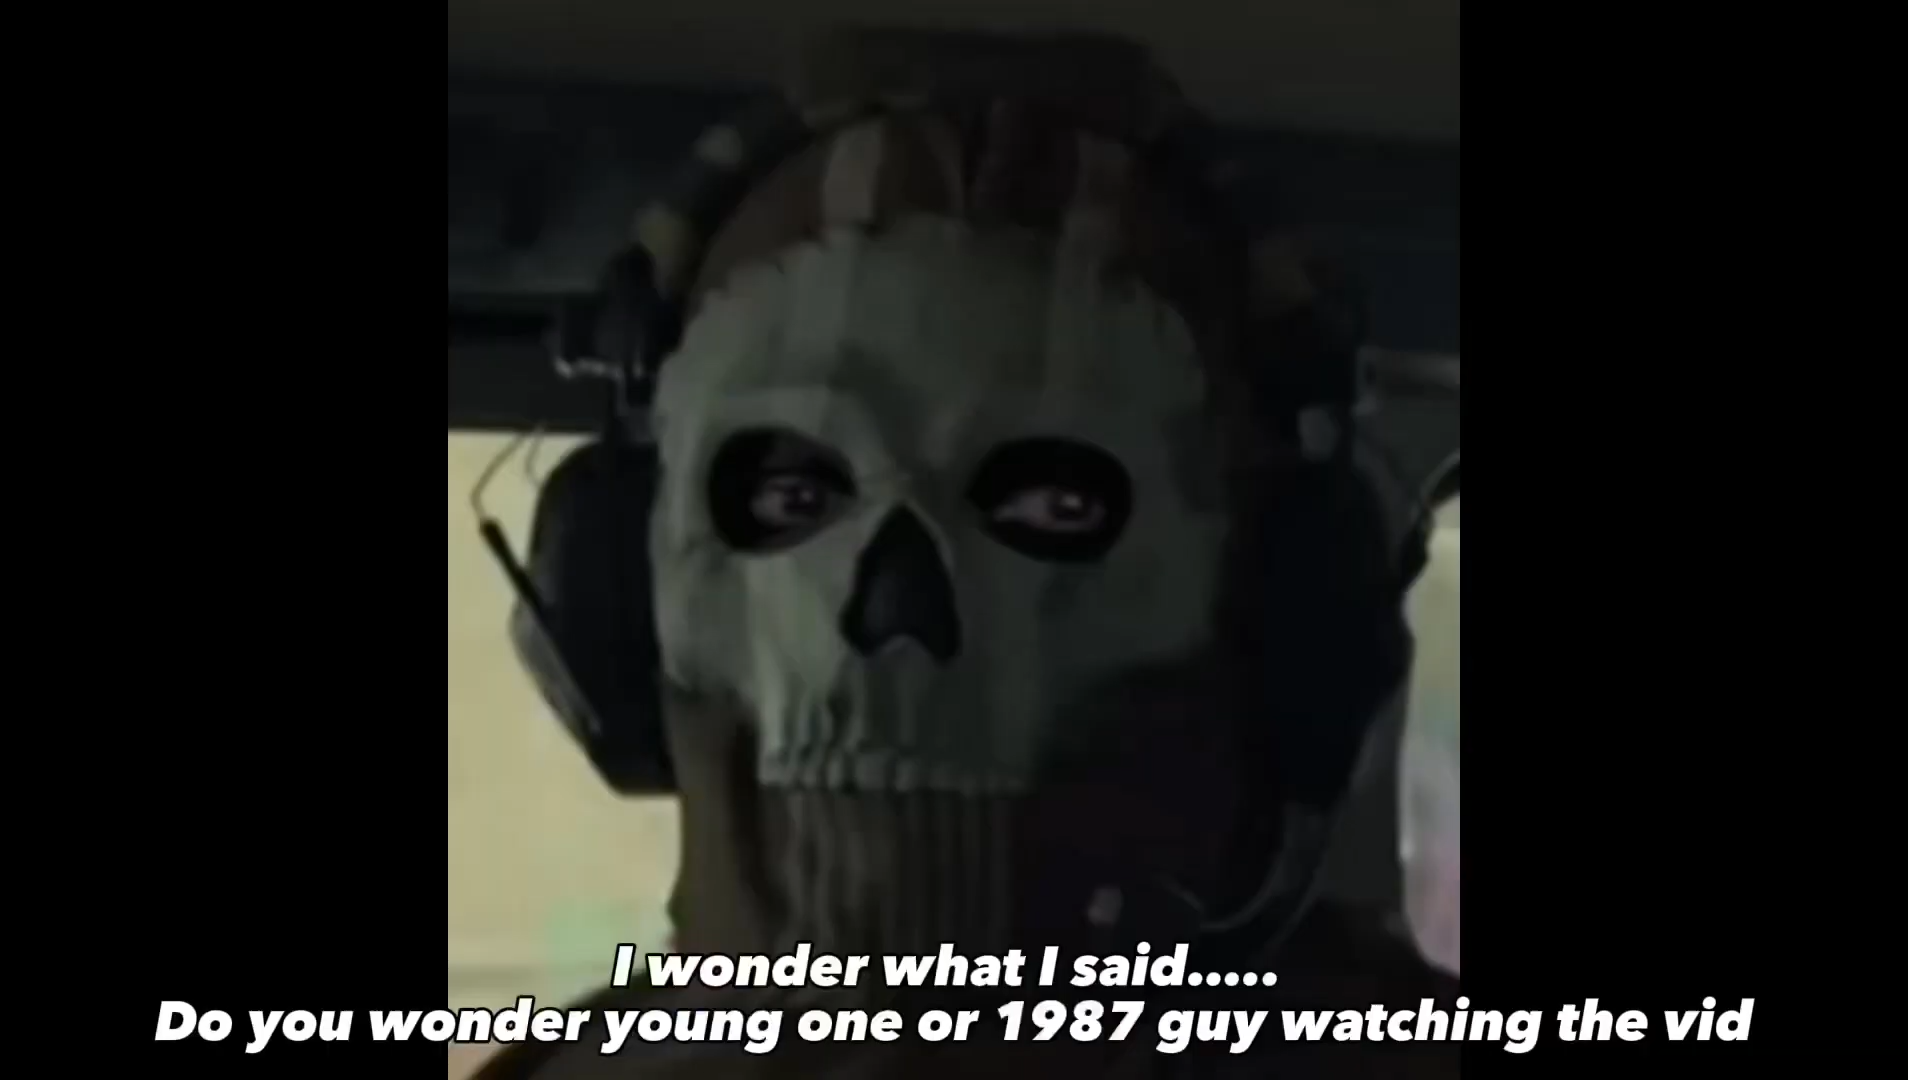 I wonder what I said.....
Do you wonder young one or 1987 guy watching the vid